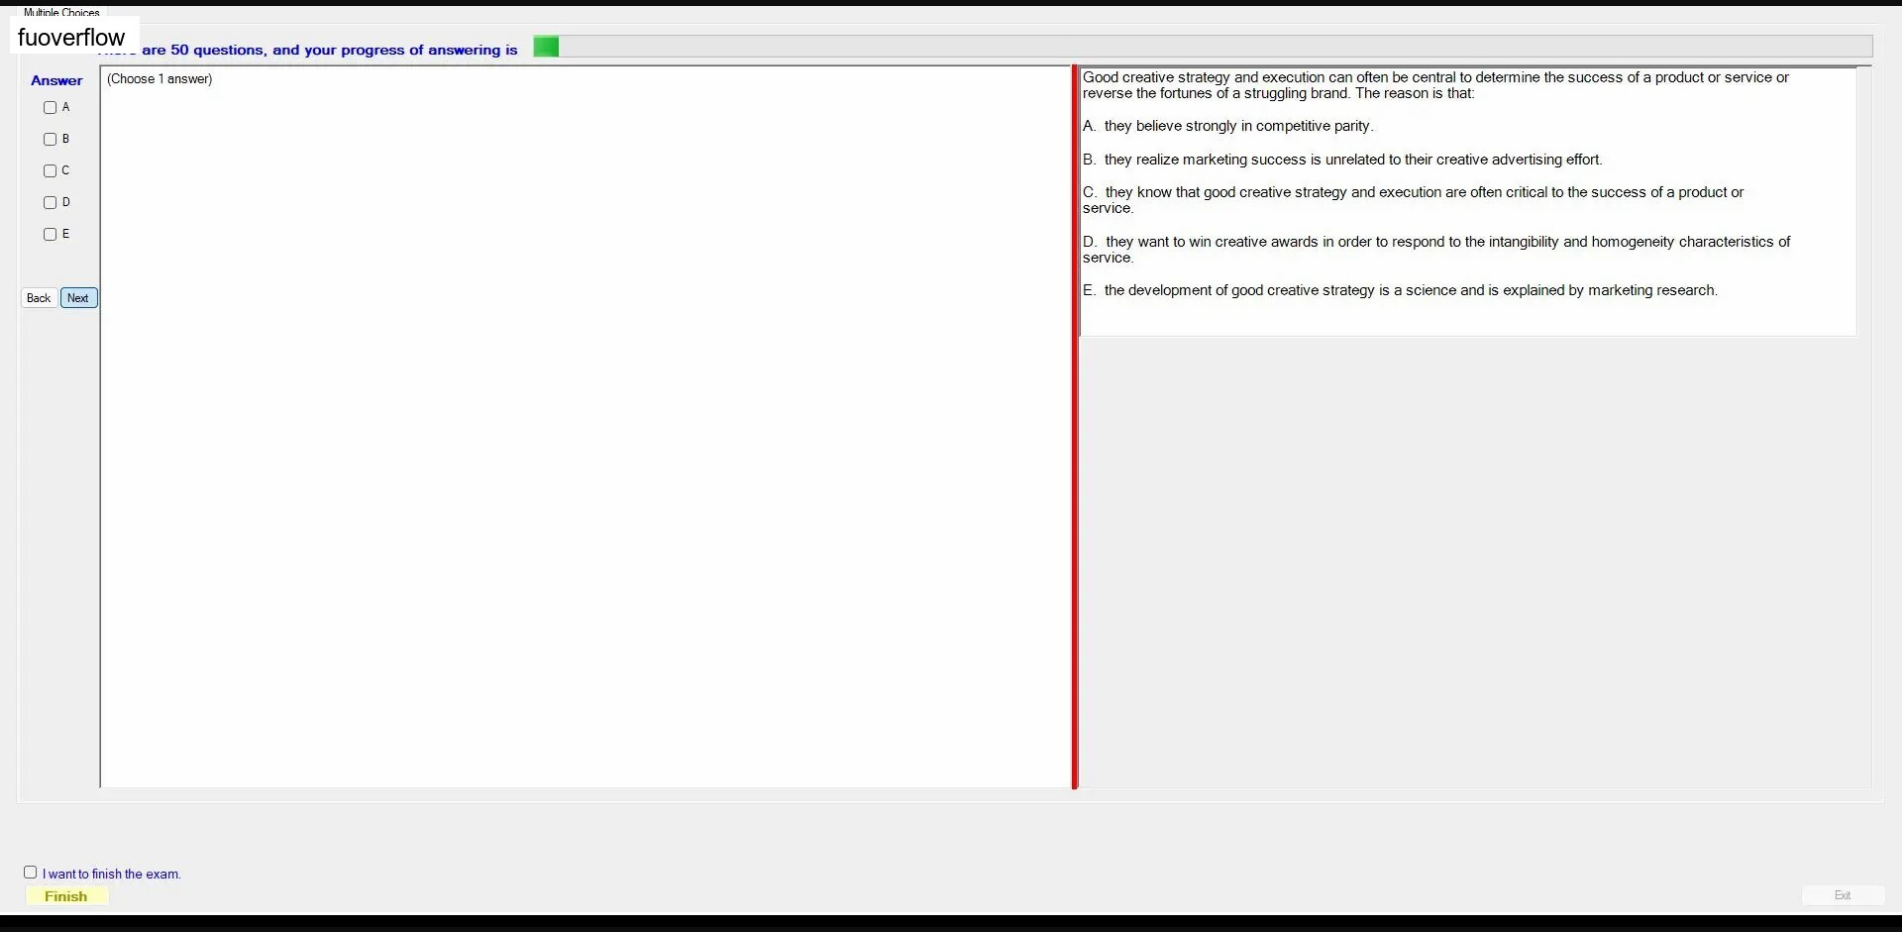 Multiple Choices
fuoverflow
are 50 questions, and your progress of answering is
Answer
A
B
C
D
E
Back Next
(Choose 1 answer)
Good creative strategy and execution can often be central to determine the success of a product or service or
reverse the fortunes of a struggling brand. The reason is that:
A. they believe strongly in competitive parity.
B. they realize marketing success is unrelated to their creative advertising effort.
C. they know that good creative strategy and execution are often critical to the success of a product or
service.
D. they want to win creative awards in order to respond to the intangibility and homogeneity characteristics of
service.
E. the development of good creative strategy is a science and is explained by marketing research.
I want to finish the exam.
Finish
Exit